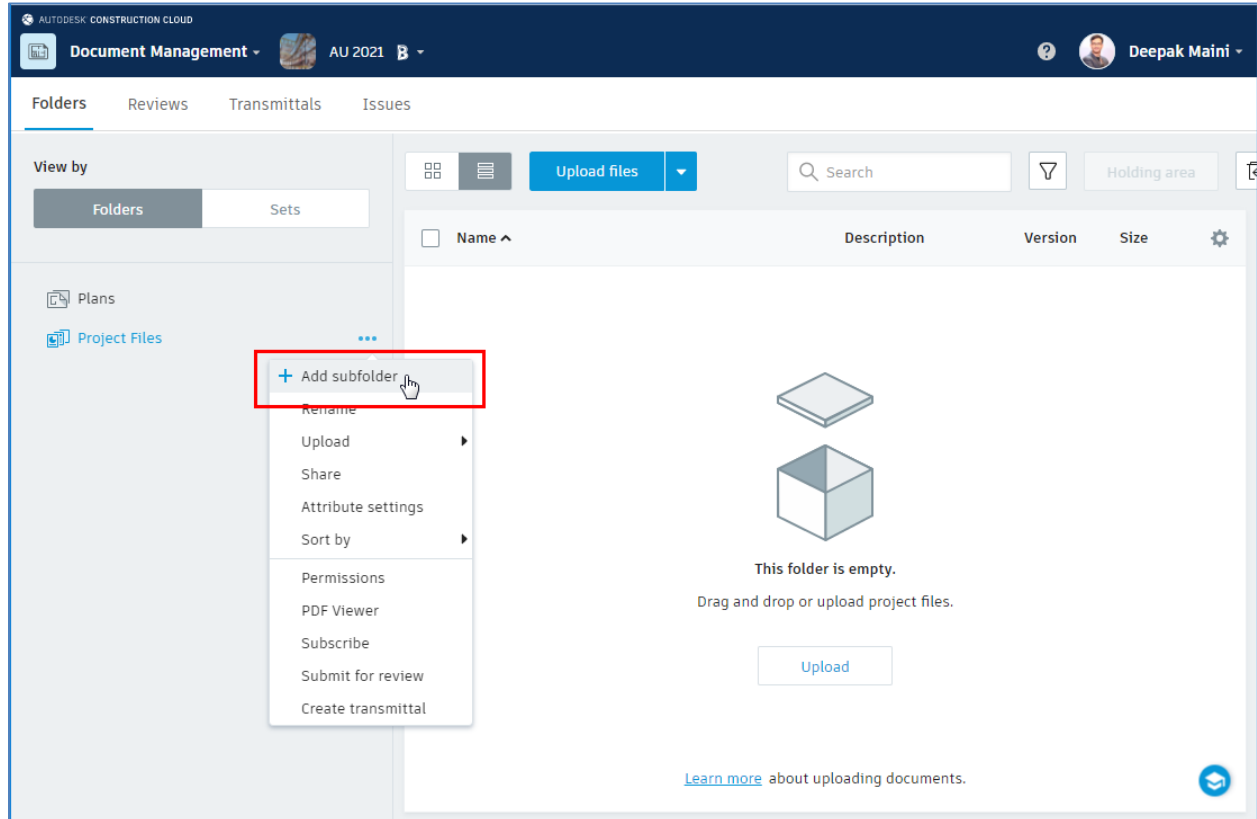 AUTODESK CONSTRUCTION CLOUD
Document Management AU 2021 B Deepak Maini
Folders Reviews Transmittals Issues
View by
Folders Sets
Plans
Project Files
Add subfolder
Rename
Upload
Share
Attribute settings
Sort by
Permissions
PDF Viewer
Subscribe
Submit for review
Create transmittal
Upload files Search Holding area
Name Description Version Size
This folder is empty.
Drag and drop or upload project files.
Upload
Learn more about uploading documents.